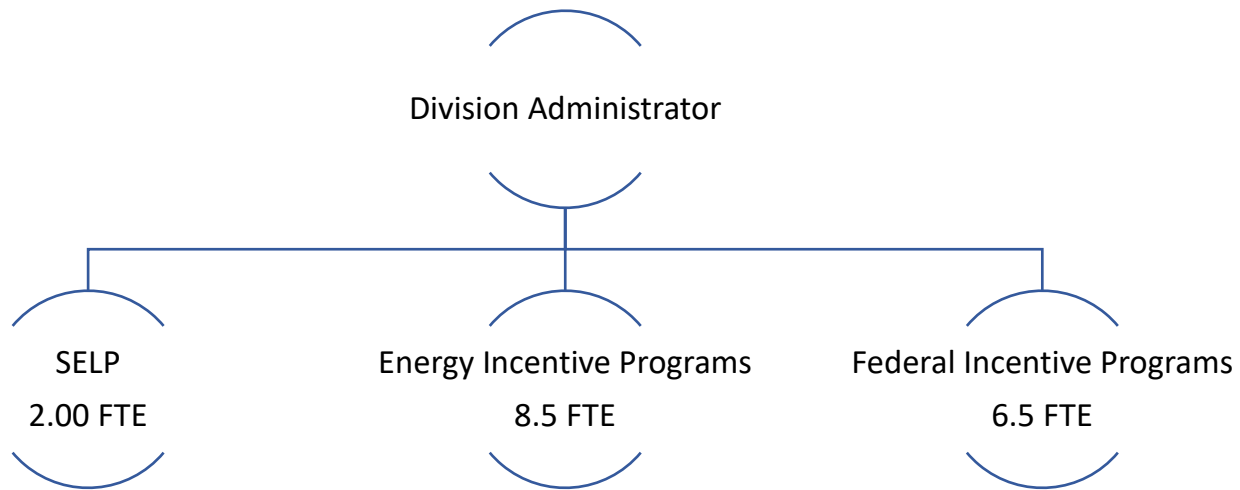 Division Administrator
SELP
2.00 FTE
Energy Incentive Programs
8.5 FTE
Federal Incentive Programs
6.5 FTE